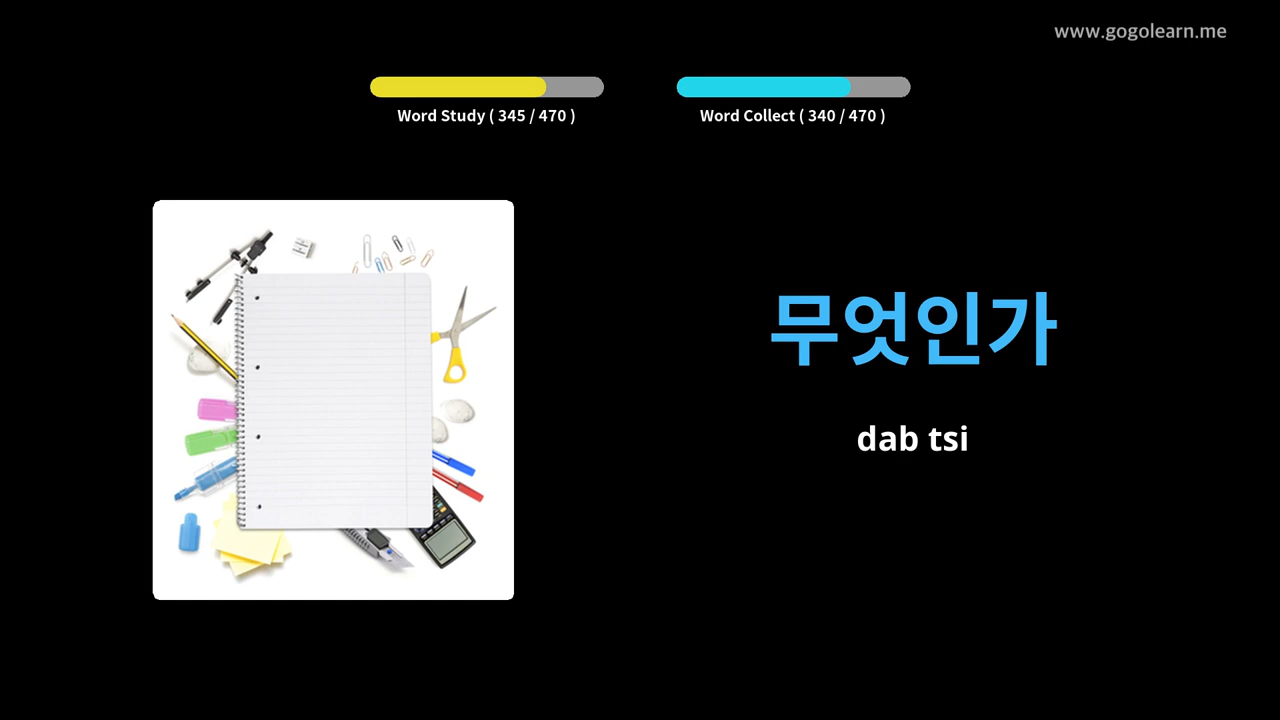 www.gogolearn.me
Word Study ( 345 / 470 )
Word Collect ( 340 / 470 )
무엇인가
dab tsi